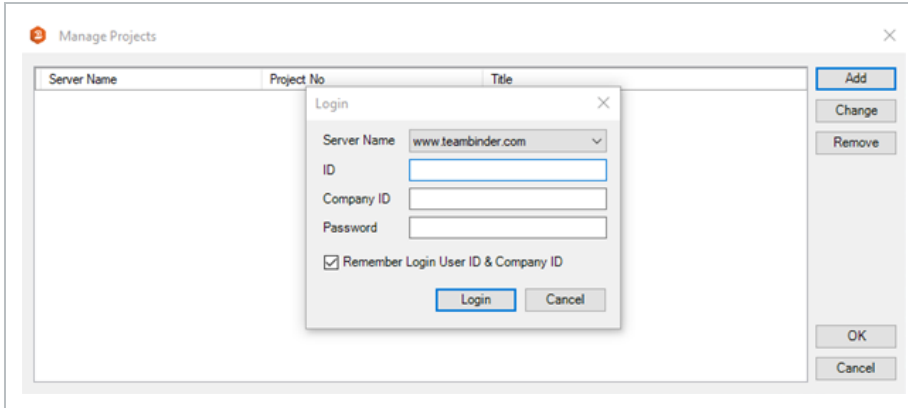 Manage Projects
Server Name Project No Title Add
Login
Change
Server Name www.teambinder.com Remove
ID
Company ID
Password
Remember Login User ID & Company ID
Login Cancel
OK
Cancel